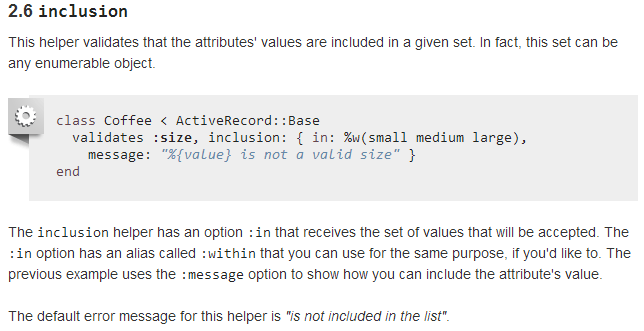 2.6 inclusion
This helper validates that the attributes' values are included in a given set. In fact, this set can be
any enumerable object.
class Coffee < ActiveRecord::Base
  validates :size, inclusion: { in: %w(small medium large),
    message: "%{value} is not a valid size" }
end
The inclusion helper has an option :in that receives the set of values that will be accepted. The
:in option has an alias called :within that you can use for the same purpose, if you'd like to. The
previous example uses the :message option to show how you can include the attribute's value.
The default error message for this helper is "is not included in the list".